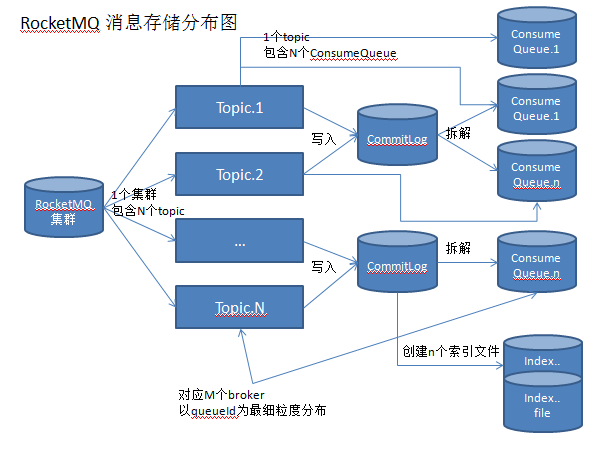 RocketMQ 消息存储分布图
1个topic
包含N个ConsumeQueue
Consume
Queue.1
Topic.1
Consume
Queue.1
写入
CommitLog
拆解
Topic.2
Consume
Queue.n
RocketMQ
集群
1个集群
包含N个topic
...
写入
CommitLog
拆解
Consume
Queue.n
Topic.N
创建n个索引文件
Index..
对应M个broker
以queueId为最细粒度分布
Index..
file